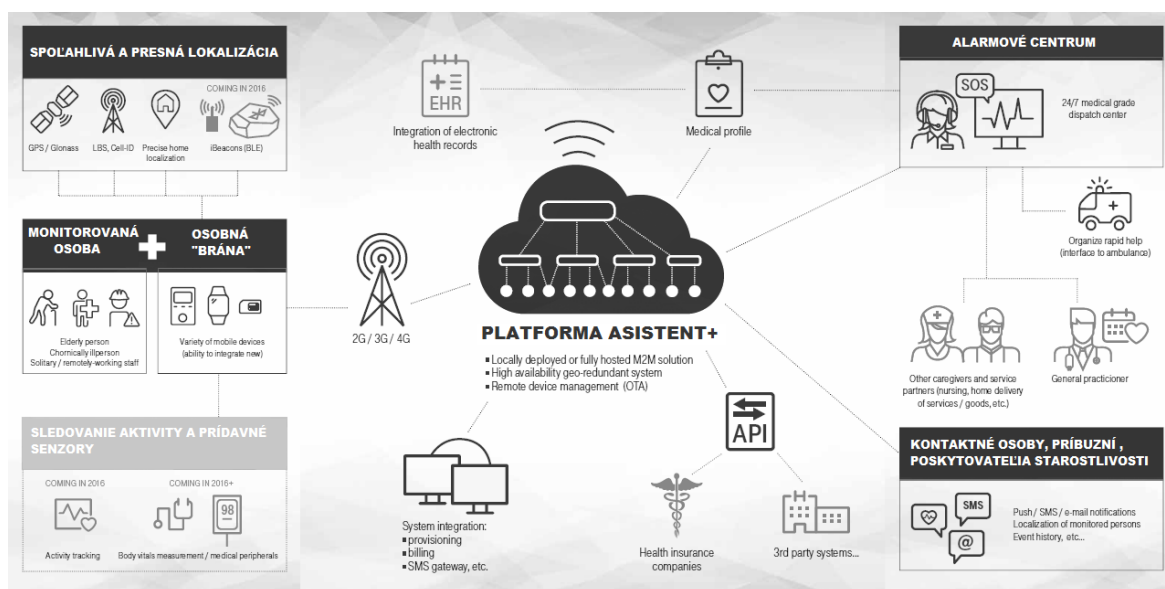 SPOĽAHLIVÁ A PRESNÁ LOKALIZÁCIA
COMING IN 2016
GPS / Glonass
LBS, Cell-ID
Precise home
localization
iBeacons (BLE)
MONITOROVANÁ
OSOBA
OSOBNÁ
"BRÁNA"
Elderly person
Chornically illperson
Solitary / remotely-working staff
Variety of mobile devices
(ability to integrate new)
SLEDOVANIE AKTIVITY A PRÍDAVNÉ
SENZORY
COMING IN 2016
COMING IN 2016+
98
Activity tracking
Body vitals measurement / medical peripherals
2G / 3G / 4G
EHR
Integration of electronic
health records
Medical profile
PLATFORMA ASISTENT+
▪ Locally deployed or fully hosted M2M solution
▪ High availability geo-redundant system
▪ Remote device management (OTA)
System integration:
▪ provisioning
▪ billing
▪ SMS gateway, etc.
API
Health insurance
companies
3rd party systems...
ALARMOVÉ CENTRUM
SOS
24/7 medical grade
dispatch center
Organize rapid help
(interface to ambulance)
Other caregivers and service
partners (nursing, home delivery
of services / goods, etc.)
General practicioner
KONTAKTNÉ OSOBY, PRÍBUZNÍ ,
POSKYTOVATEĽIA STAROSTLIVOSTI
SMS
@
Push / SMS / e-mail notifications
Localization of monitored persons
Event history, etc...